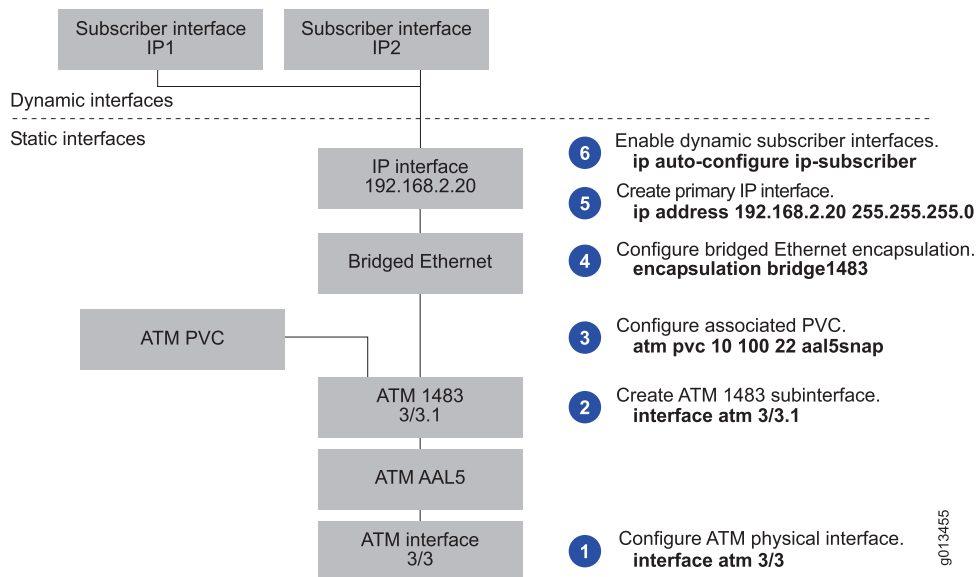 Subscriber interface
IP1
Subscriber interface
IP2
Dynamic interfaces
Static interfaces
IP interface
192.168.2.20
6
Enable dynamic subscriber interfaces.
ip auto-configure ip-subscriber
5
Create primary IP interface.
ip address 192.168.2.20 255.255.255.0
Bridged Ethernet
4
Configure bridged Ethernet encapsulation.
encapsulation bridge1483
ATM PVC
3
Configure associated PVC.
atm pvc 10 100 22 aal5snap
ATM 1483
3/3.1
2
Create ATM 1483 subinterface.
interface atm 3/3.1
ATM AAL5
ATM interface
3/3
1
Configure ATM physical interface.
interface atm 3/3
g013455